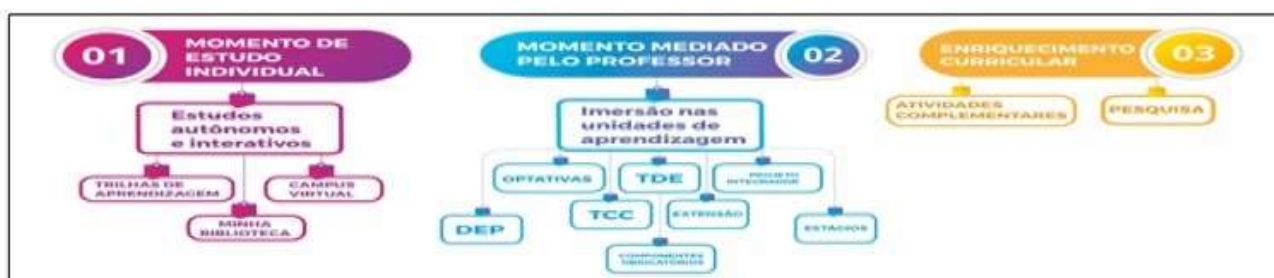 01
MOMENTO DE
ESTUDO
INDIVIDUAL
Estudos
autônomos
e interativos
TRILHAS DE
APRENDIZAGEM
CAMPUS
VIRTUAL
MINHA
BIBLIOTECA
MOMENTO MEDIADO
PELO PROFESSOR
02
Imersão nas
unidades de
aprendizagem
OPTATIVAS
TDE
PROJETO
INTEGRADOR
DEP
TCC
EXTENSÃO
ESTÁGIOS
COMPONENTES
OBRIGATÓRIOS
ENRIQUECIMENTO
CURRICULAR
03
ATIVIDADES
COMPLEMENTARES
PESQUISA